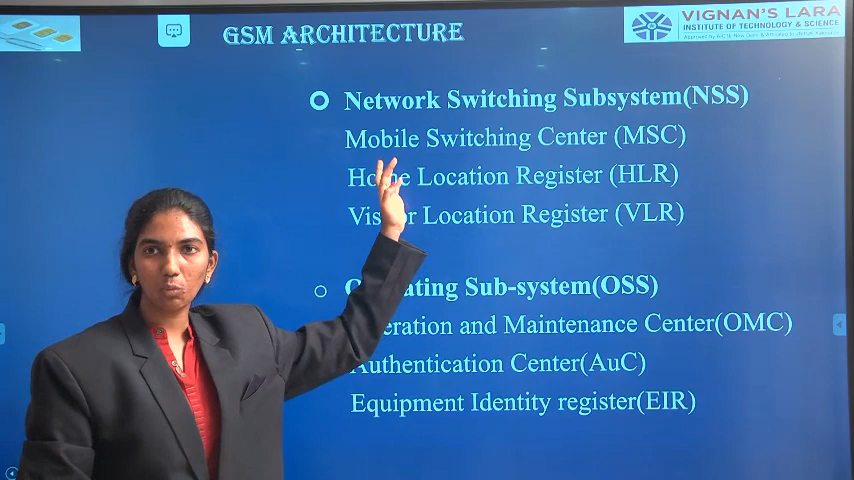 GSM ARCHITECTURE
VIGNAN'S LARA
INSTITUTE OF TECHNOLOGY & SCIENCE
Network Switching Subsystem(NSS)
Mobile Switching Center (MSC)
Location Register (HLR)
Location Register (VLR)
Sub-system(OSS)
and Maintenance Center(OMC)
Authentication Center(AuC)
Equipment Identity register(EIR)